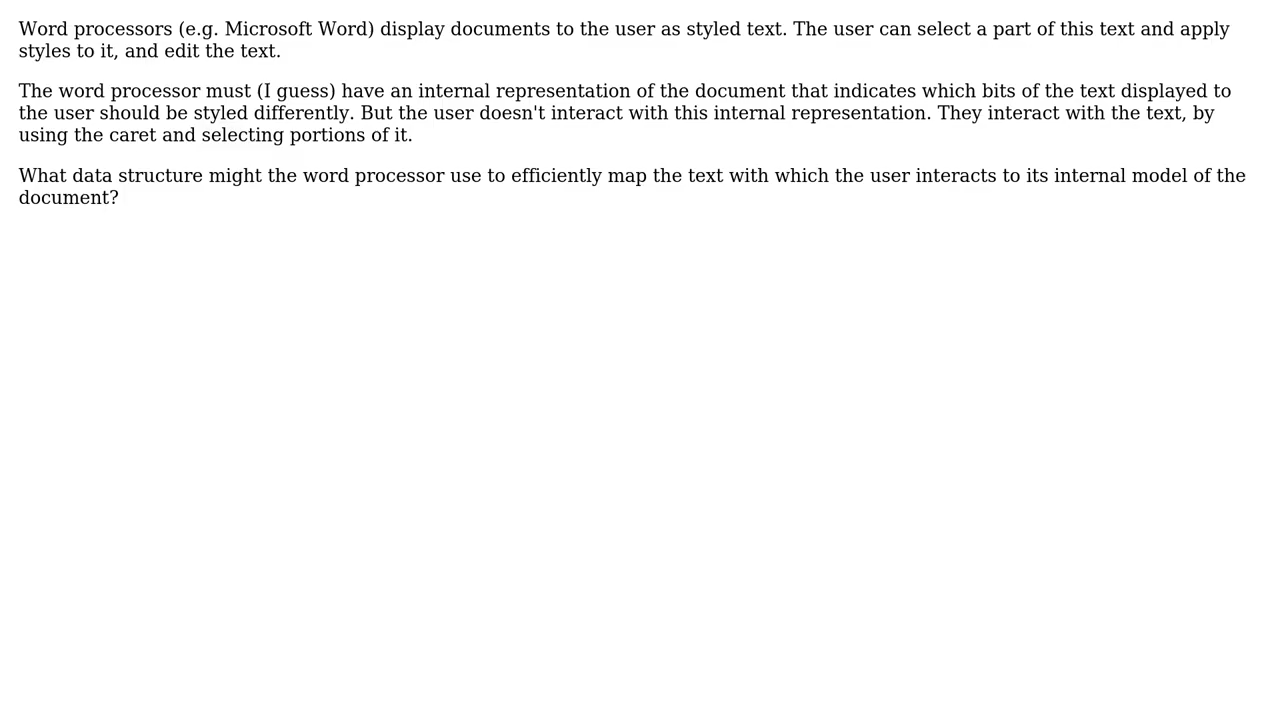 Word processors (e.g. Microsoft Word) display documents to the user as styled text. The user can select a part of this text and apply
styles to it, and edit the text.
The word processor must (I guess) have an internal representation of the document that indicates which bits of the text displayed to
the user should be styled differently. But the user doesn't interact with this internal representation. They interact with the text, by
using the caret and selecting portions of it.
What data structure might the word processor use to efficiently map the text with which the user interacts to its internal model of the
document?